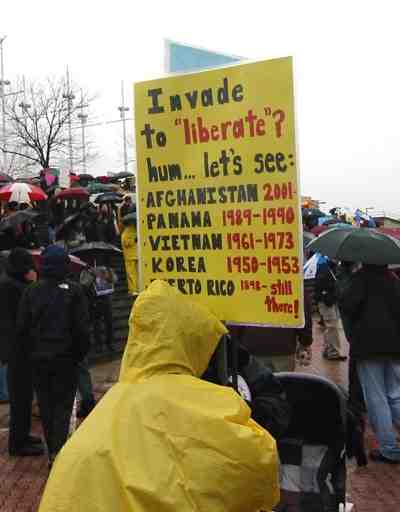 Invade
to "liberate"?
hum... let's see:
·AFGHANISTAN 2001-
·PANAMA 1989-1990
·VIETNAM 1961-1973
·KOREA 1950-1953
ERTO RICO 1898-still
there!